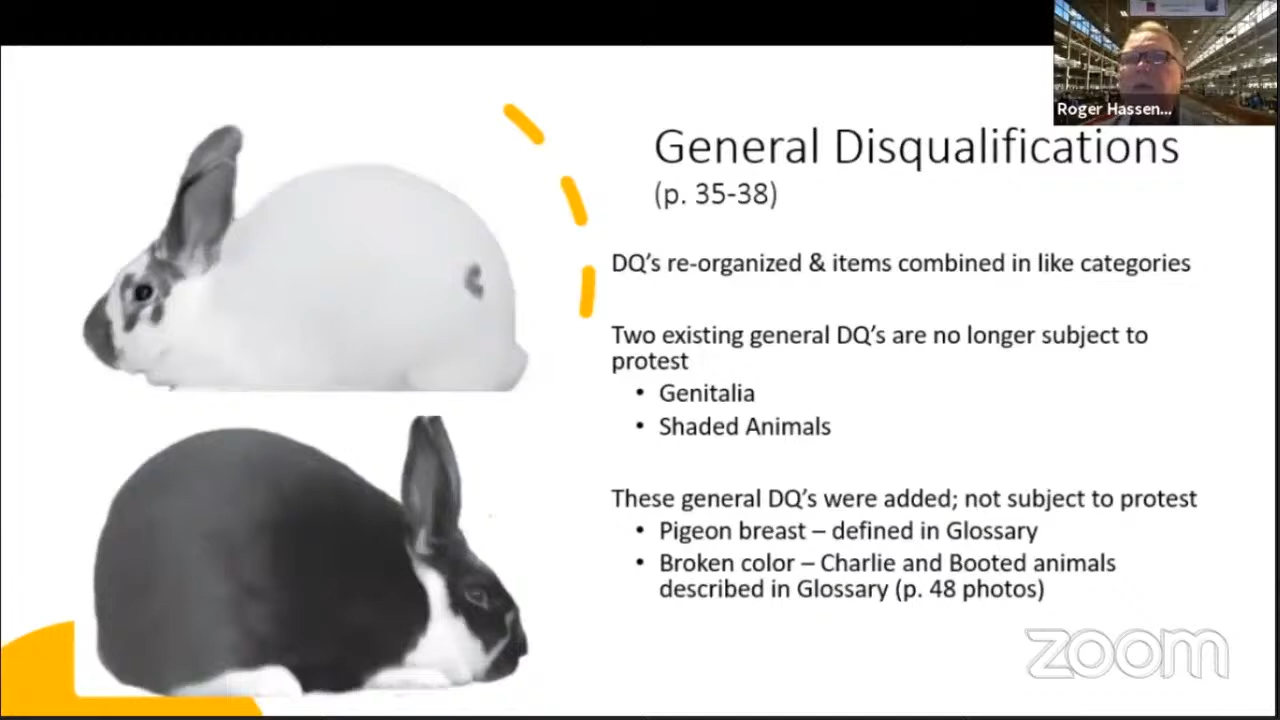 Roger Hassen...
General Disqualifications
(p. 35-38)
DQ's re-organized & items combined in like categories
Two existing general DQ's are no longer subject to
protest
• Genitalia
• Shaded Animals
These general DQ's were added; not subject to protest
• Pigeon breast – defined in Glossary
• Broken color – Charlie and Booted animals
described in Glossary (p. 48 photos)
zoom